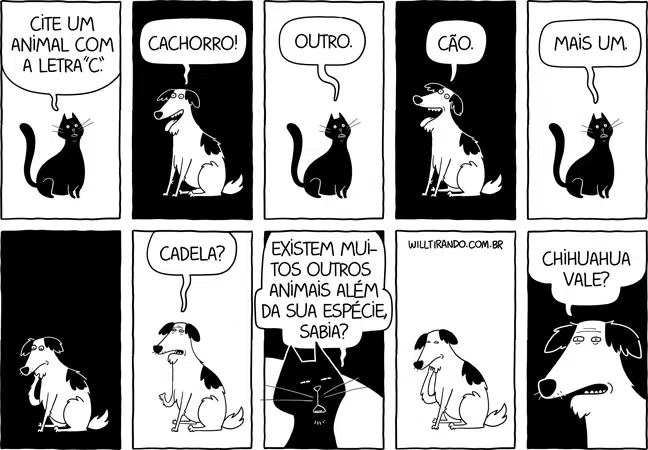 CITE UM
ANIMAL COM
A LETRA "C".
CACHORRO!
OUTRO.
CÃO.
MAIS UM.
CADELA?
EXISTEM MUI-
TOS OUTROS
ANIMAIS ALÉM
DA SUA ESPÉCIE,
SABIA?
WILLTIRANDO.COM.BR
CHIHUAHUA
VALE?